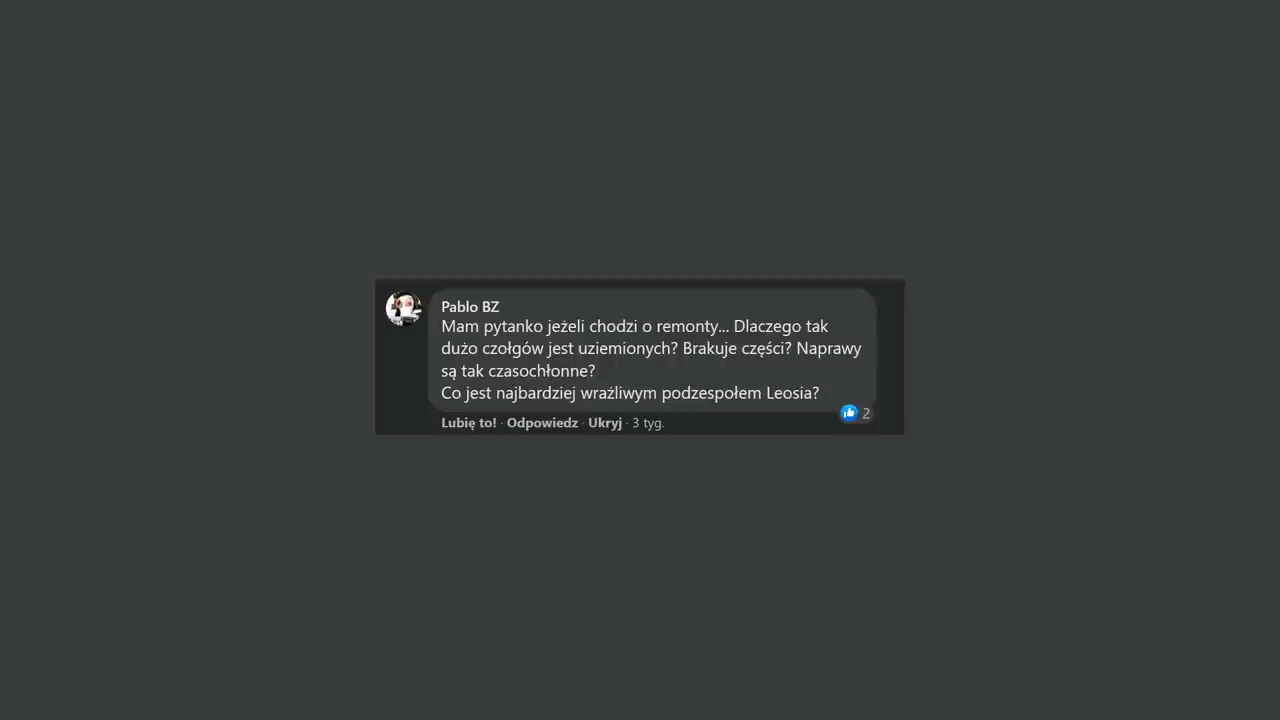 Pablo BZ
Mam pytanko jeżeli chodzi o remonty... Dlaczego tak
dużo czołgów jest uziemionych? Brakuje części? Naprawy
są tak czasochłonne?
Co jest najbardziej wrażliwym podzespołem Leosia?
2
Lubię to! · Odpowiedz · Ukryj · 3 tyg.